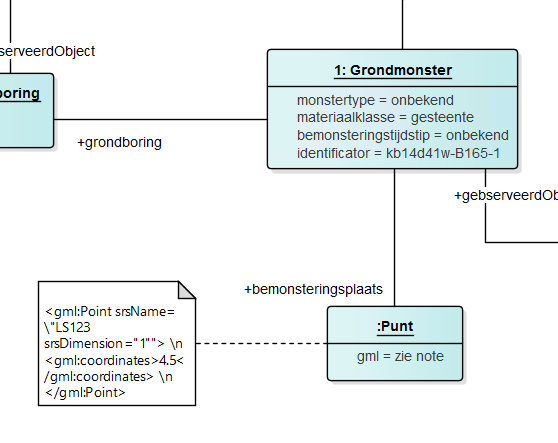 serveerdObject
boring
+grondboring
1: Grondmonster
monstertype = onbekend
materiaalklasse = gesteente
bemonsteringstijdstip = onbekend
identificator = kb14d41w-B165-1
+gebserveerdOb
+bemonsteringsplaats
<gml:Point srsName=
\"LS123
srsDimension="1""> \n
<gml:coordinates>4.5<
/gml:coordinates> \n
</gml:Point>
:Punt
gml = zie note